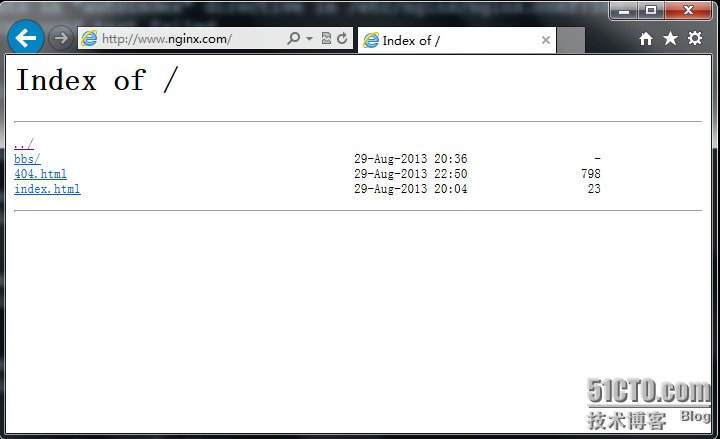 http://www.nginx.com/
Index of /
Index of /
../
bbs/ 29-Aug-2013 20:36 -
404.html 29-Aug-2013 22:50 798
index.html 29-Aug-2013 20:04 23
51CTO.com
技术博客 Blog